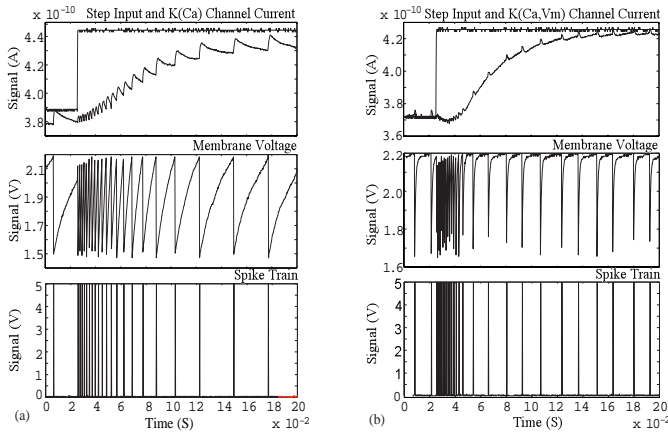 x 10⁻¹⁰ Step Input and K(Ca) Channel Current
4.4
4.2
4.0
3.8
Signal (A)
Membrane Voltage
2.1
1.9
1.7
1.5
Signal (V)
Spike Train
5
4
3
2
1
0
Signal (V)
0 2 4 6 8 10 12 14 16 18 20
(a)
Time (S)
x 10⁻²
x 10⁻¹⁰ Step Input and K(Ca,Vm) Channel Current
4.2
4.0
3.8
3.6
Signal (A)
Membrane Voltage
2.2
2.0
1.8
1.6
Signal (V)
Spike Train
5
4
3
2
1
0
Signal (V)
0 2 4 6 8 10 12 14 16 18 20
(b)
Time (S)
x 10⁻²